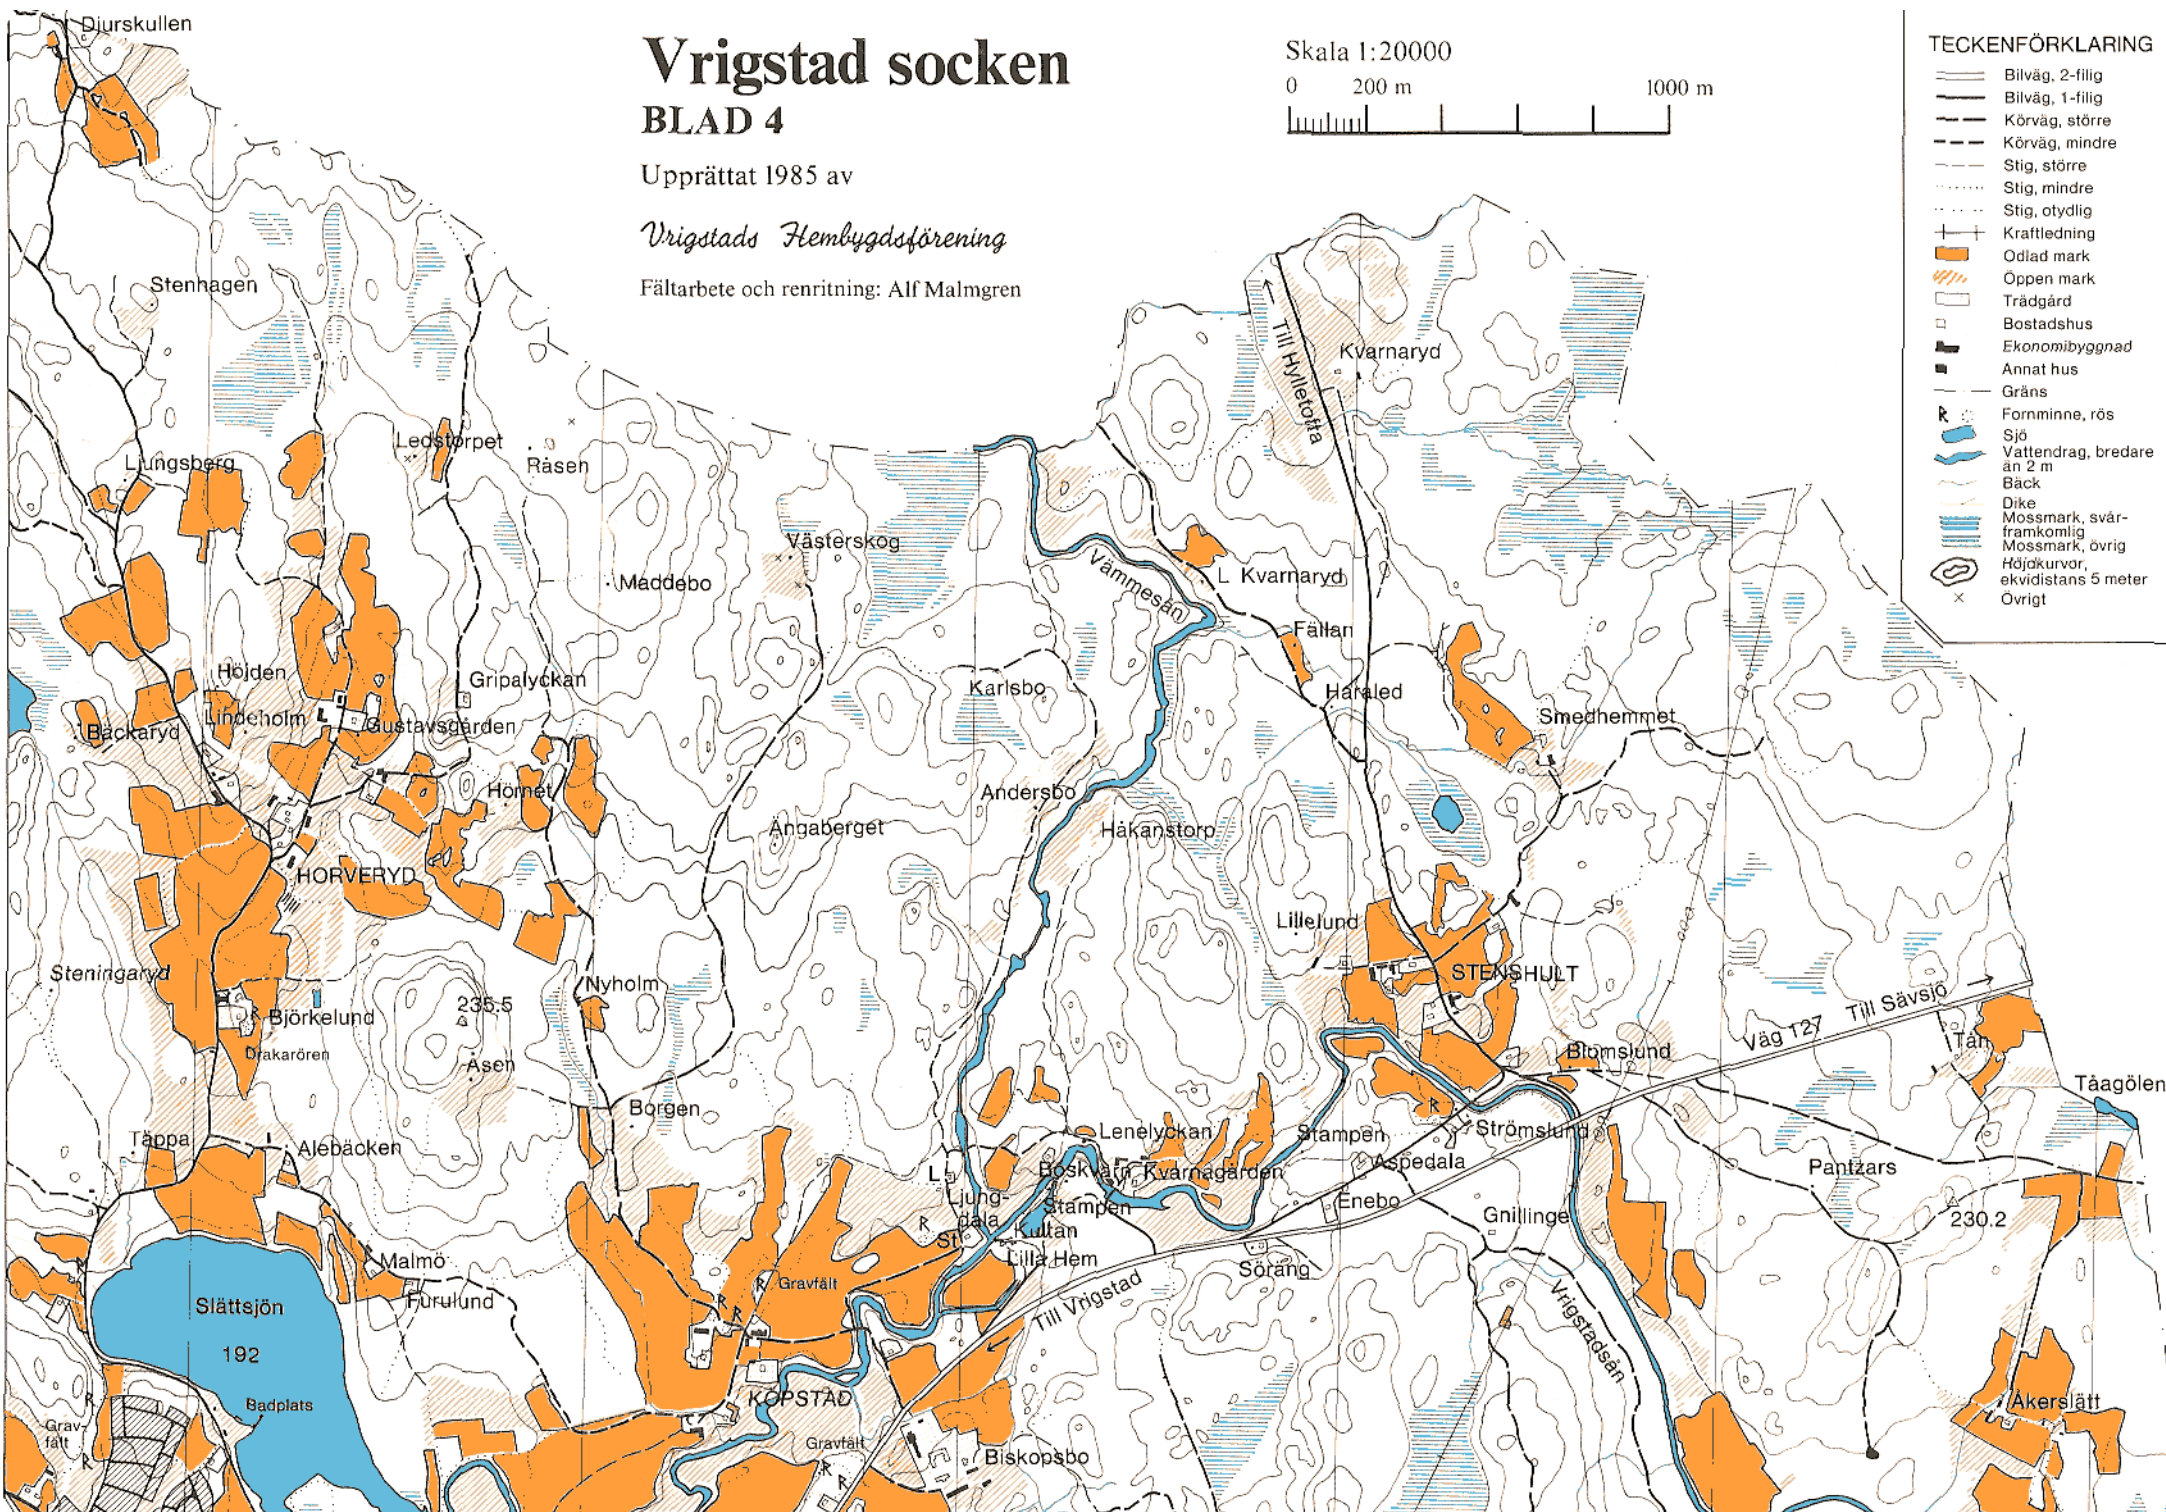 Vrigstad socken
BLAD 4
Upprättat 1985 av
Vrigstads Hembygdsförening
Fältarbete och renritning: Alf Malmgren
Skala 1:20000
0 200 m 1000 m
TECKENFÖRKLARING
Bilväg, 2-filig
Bilväg, 1-filig
Körväg, större
Körväg, mindre
Stig, större
Stig, mindre
Stig, otydlig
Kraftledning
Odlad mark
Öppen mark
Trädgård
Bostadshus
Ekonomibyggnad
Annat hus
Gräns
R Fornminne, rös
Sjö
Vattendrag, bredare
än 2 m
Bäck
Dike
Mossmark, svår-
framkomlig
Mossmark, övrig
Höjdkurvor,
ekvidistans 5 meter
× Övrigt
Djurskullen
Stenhagen
Till Hylletofta
Kvarnaryd
Ledstorpet
Råsen
Ljungsberg
Västerskog
Maddebo
Vämmesån
L Kvarnaryd
Fällan
Höjden
Gripalyckan
Karlsbo
Haraled
Lindeholm
Gustavsgården
Bäckaryd
Smedhemmet
Hörnet
Andersbo
Ängaberget
Håkanstorp
HORVERYD
Lillelund
Steningaryd
Nyholm
STENSHULT
235.5
Björkelund
Väg 127 Till Sävsjö
Drakarören
Åsen
Blomslund
Tån
Tåagölen
Borgen
Täppa
Alebäcken
Lenelyckan
Stampen
Strömslund
Aspedala
Boskvarn
Kvarnagården
Pantzars
L
Ljung-
dala
Stampen
Enebo
Gnillinge
230.2
R
St
Kullan
Lilla Hem
Malmö
Söräng
Gravfält
Furulund
Slättsjön
192
Till Vrigstad
Vrigstadsån
KOPSTAD
Badplats
Åkerslätt
Grav-
fält
Gravfält
Biskopsbo